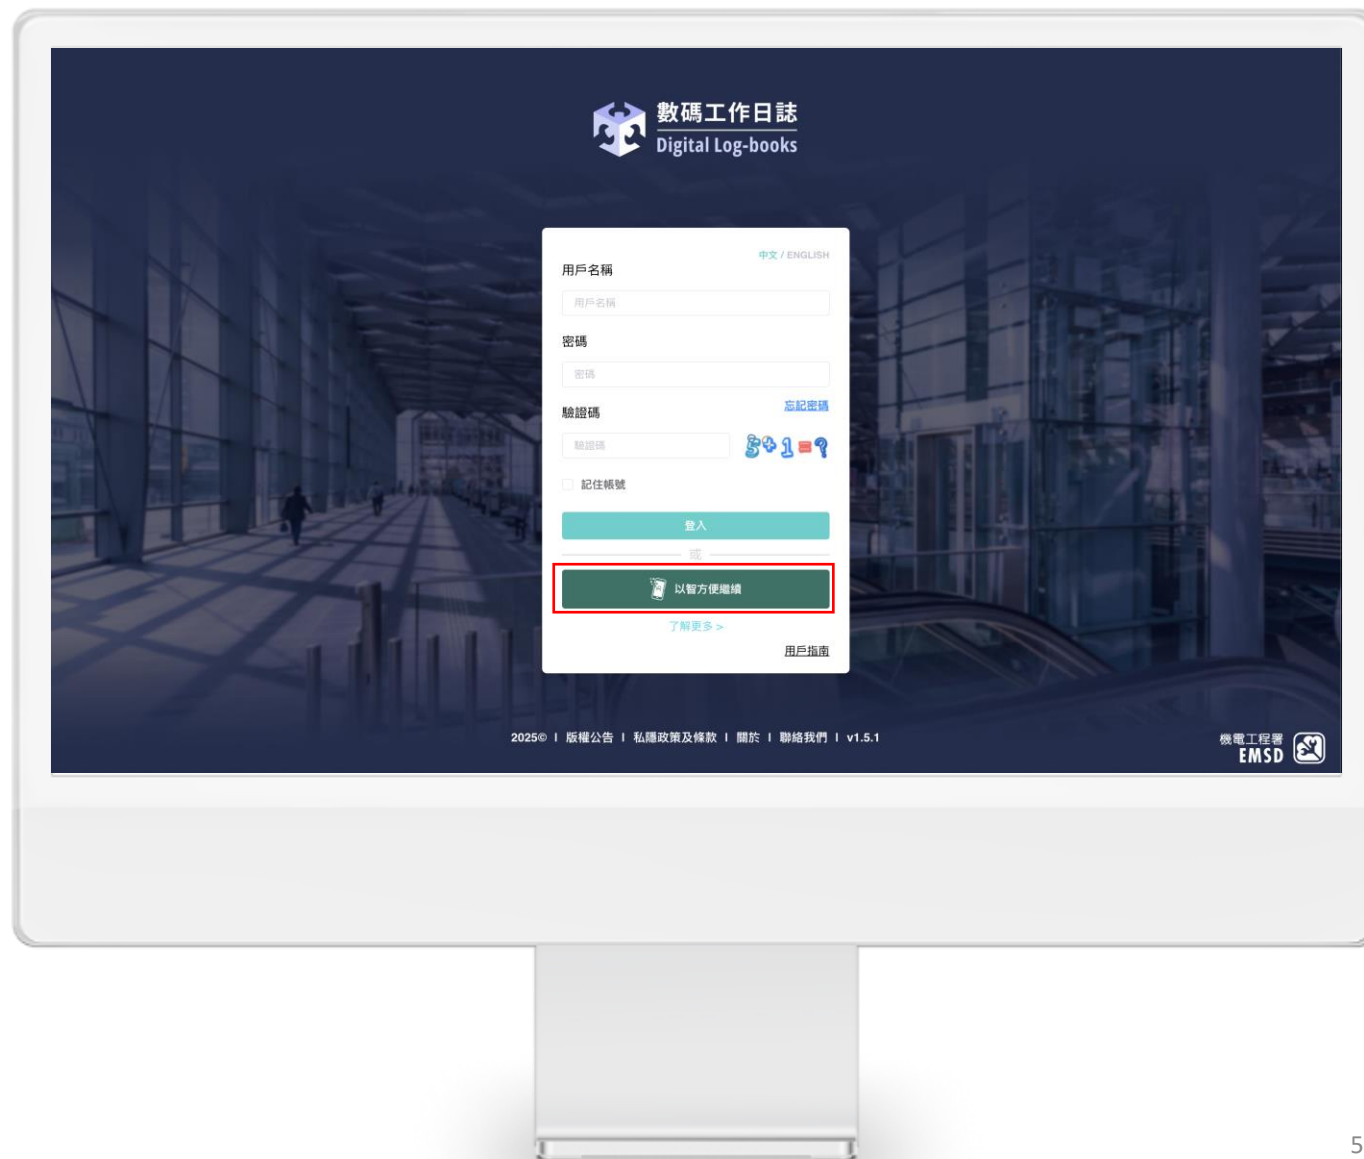 數碼工作日誌
Digital Log-books
中文 / ENGLISH
用戶名稱
用戶名稱
密碼
密碼
忘記密碼
驗證碼
驗證碼
5+1=?
記住帳號
登入
或
以智方便繼續
了解更多 >
用戶指南
2025© | 版權公告 | 私隱政策及條款 | 關於 | 聯絡我們 | v1.5.1
機電工程署
EMSD
5